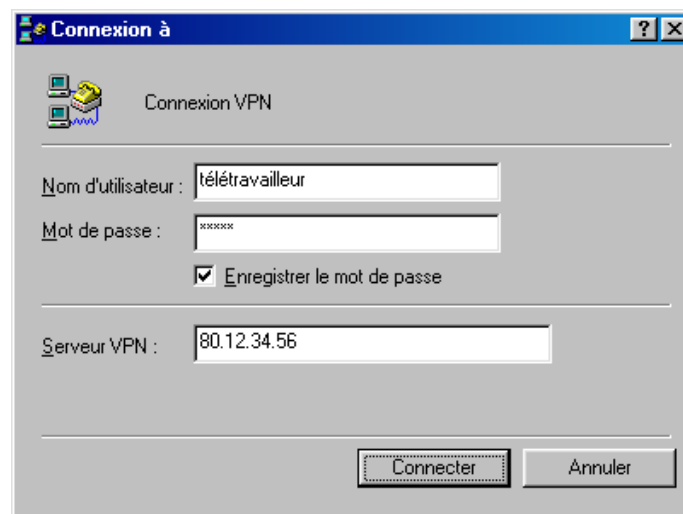 Connexion à
Connexion VPN
Nom d'utilisateur : télétravailleur
Mot de passe : *****
Enregistrer le mot de passe
Serveur VPN : 80.12.34.56
Connecter Annuler